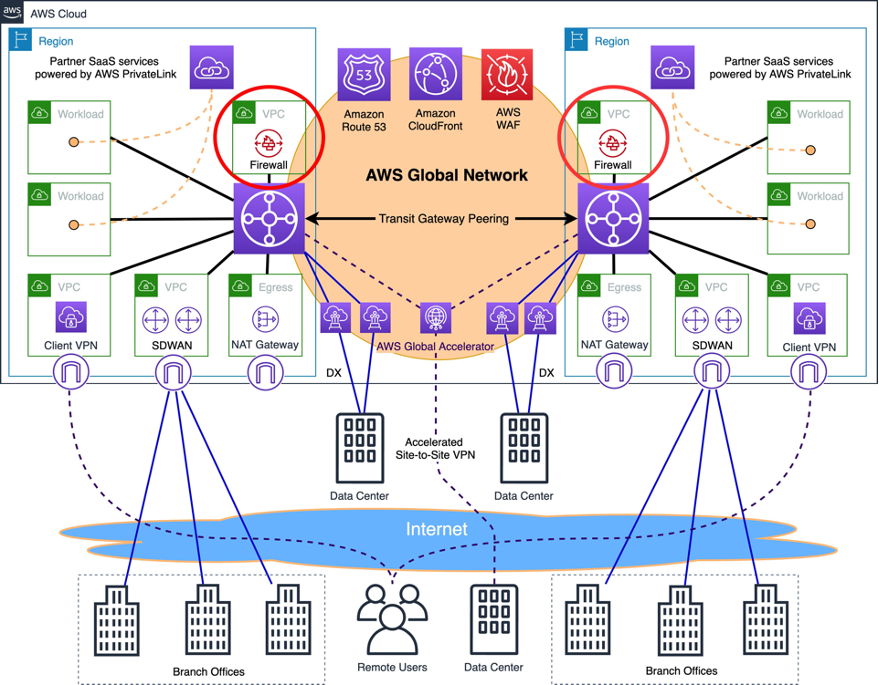 aws
AWS Cloud
Region
Partner SaaS services
powered by AWS PrivateLink
Workload
Workload
VPC
Firewall
VPC
Client VPN
VPC
SDWAN
Egress
NAT Gateway
53
Amazon
Route 53
Amazon
CloudFront
AWS
WAF
AWS Global Network
Transit Gateway Peering
AWS Global Accelerator
DX
DX
Region
Partner SaaS services
powered by AWS PrivateLink
VPC
Firewall
Workload
Workload
Egress
NAT Gateway
VPC
SDWAN
VPC
Client VPN
Accelerated
Site-to-Site VPN
Data Center
Data Center
Internet
Branch Offices
Remote Users
Data Center
Branch Offices